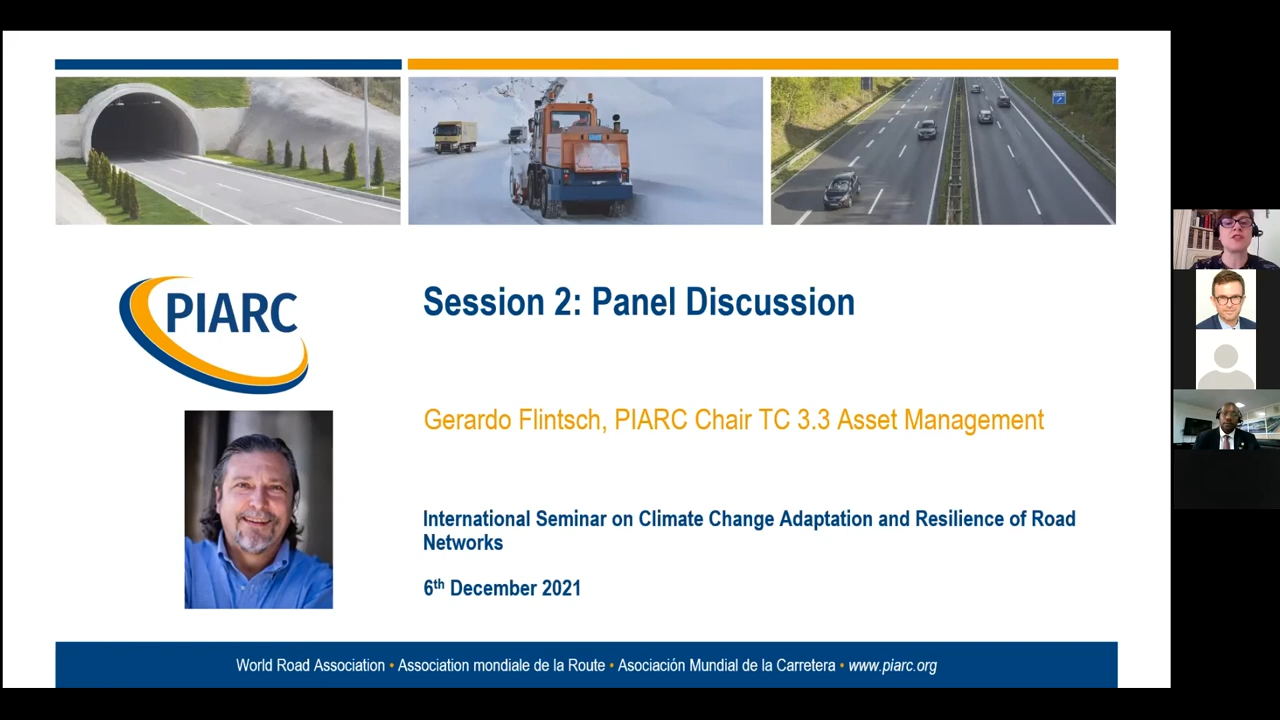 PIARC
Session 2: Panel Discussion
Gerardo Flintsch, PIARC Chair TC 3.3 Asset Management
International Seminar on Climate Change Adaptation and Resilience of Road
Networks
6th December 2021
World Road Association • Association mondiale de la Route • Asociación Mundial de la Carretera • www.piarc.org